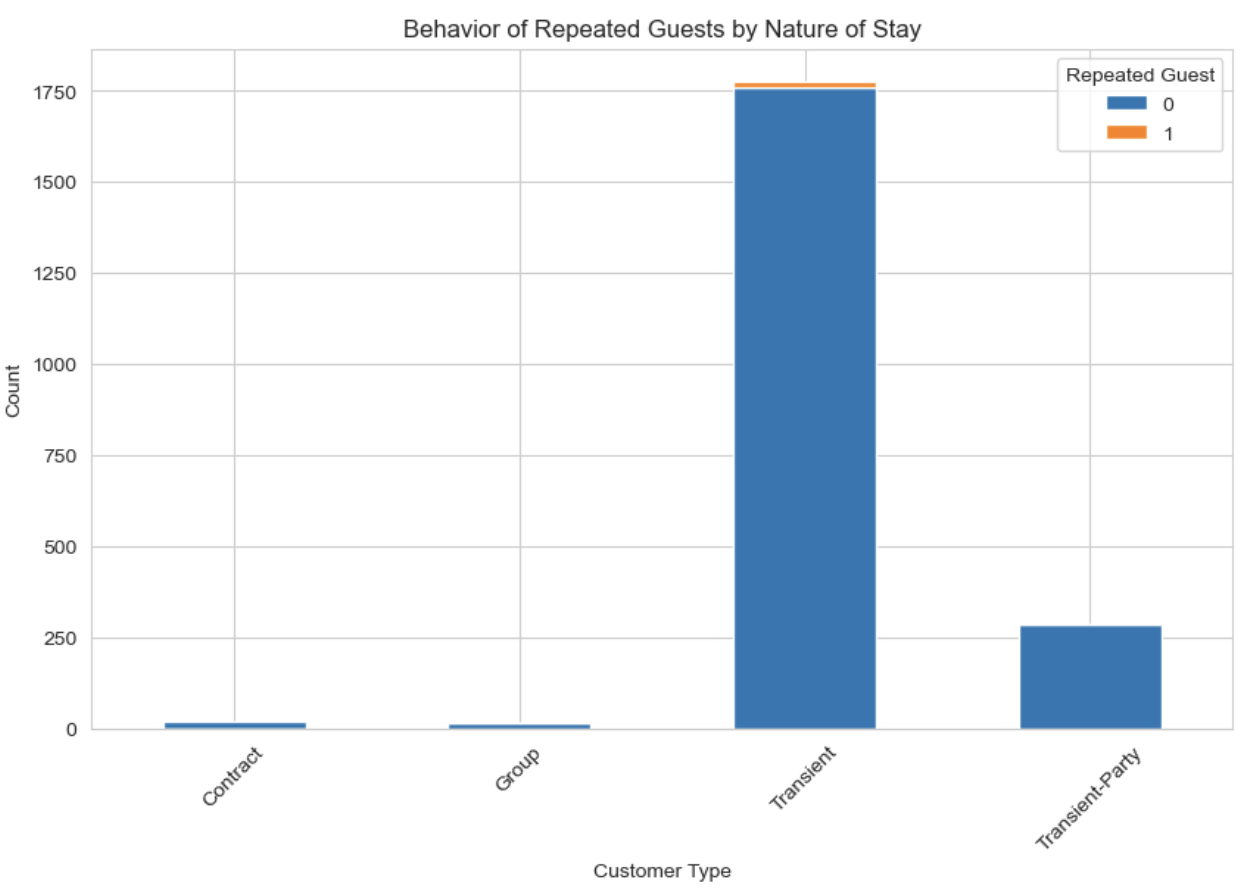 Behavior of Repeated Guests by Nature of Stay
Repeated Guest
0
1
Count
1750
1500
1250
1000
750
500
250
0
Contract
Group
Transient
Transient-Party
Customer Type